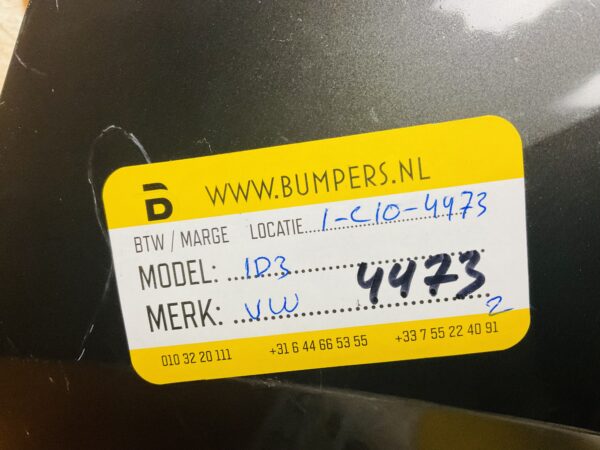 WWW.BUMPERS.NL
BTW / MARGE LOCATIE 1-C10-4473
MODEL: ID3
MERK: VW 4473
2
010 32 20 111 +31 6 44 66 53 55 +33 7 55 22 40 91